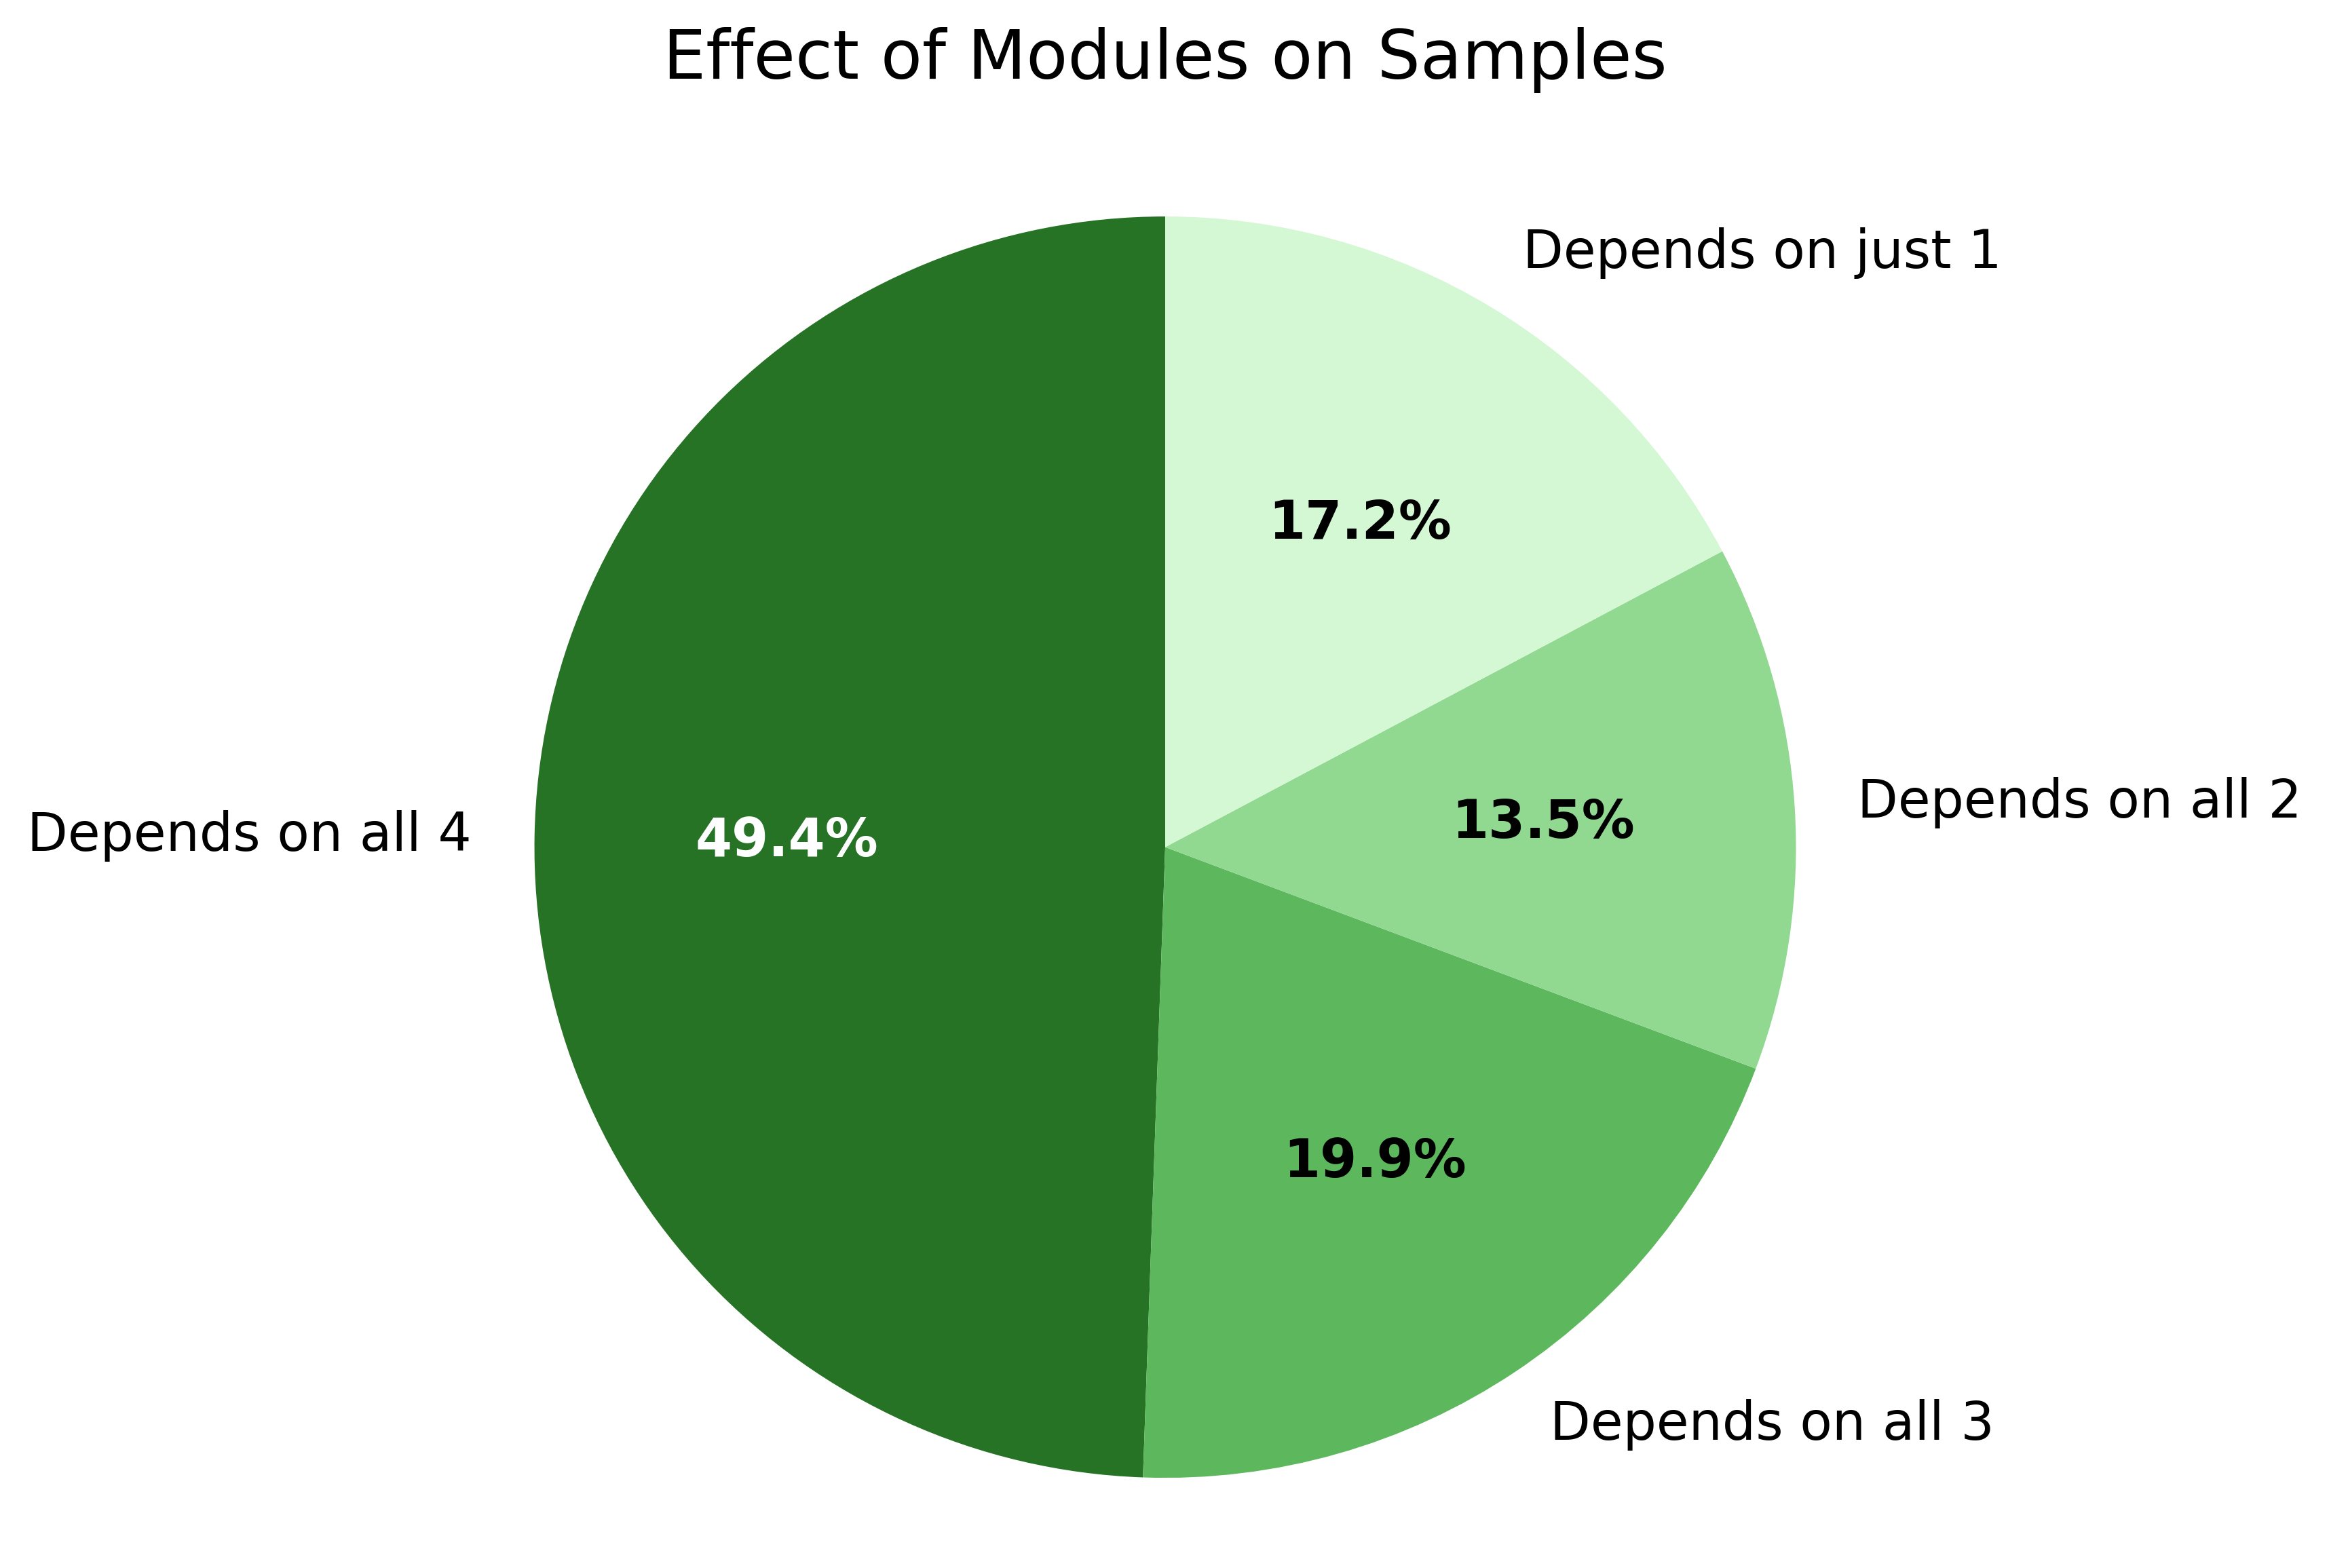 Effect of Modules on Samples
Depends on just 1
17.2%
Depends on all 2
13.5%
Depends on all 4
49.4%
19.9%
Depends on all 3